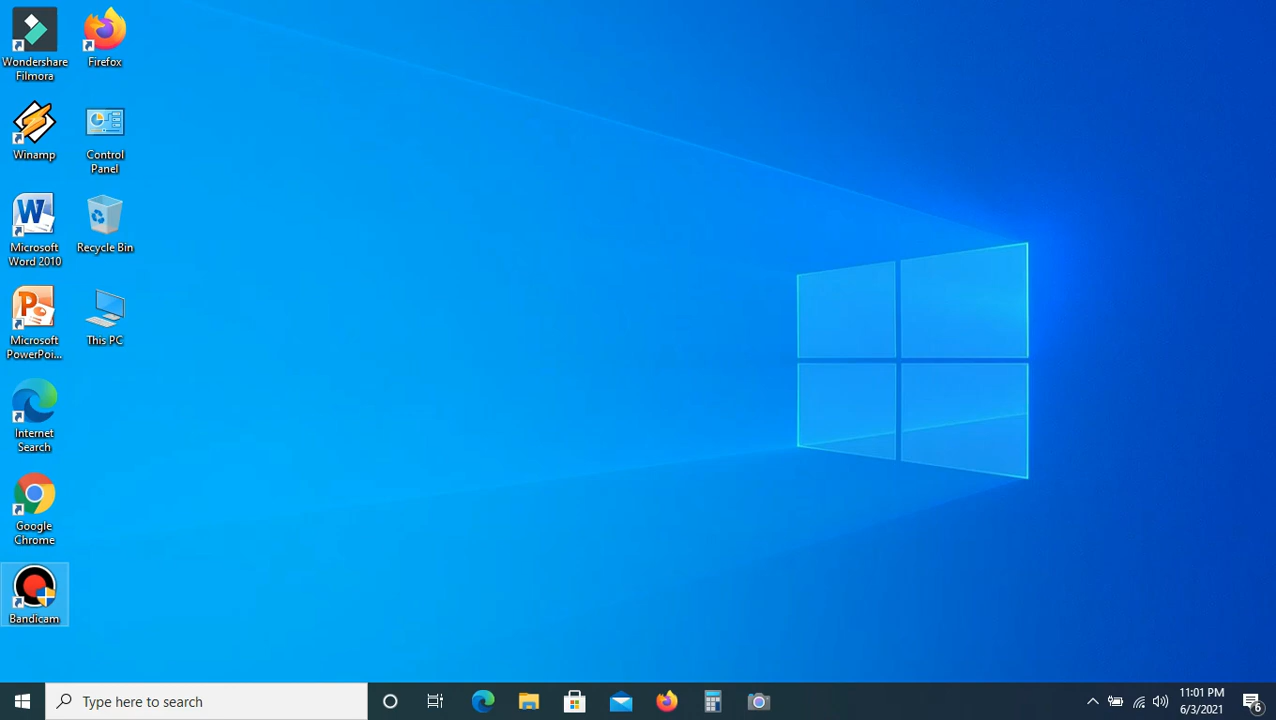 Wondershare
Filmora
Firefox
Winamp
Control
Panel
Microsoft
Word 2010
Recycle Bin
Microsoft
PowerPoi...
This PC
Internet
Search
Google
Chrome
Bandicam
Type here to search
11:01 PM
6/3/2021
6